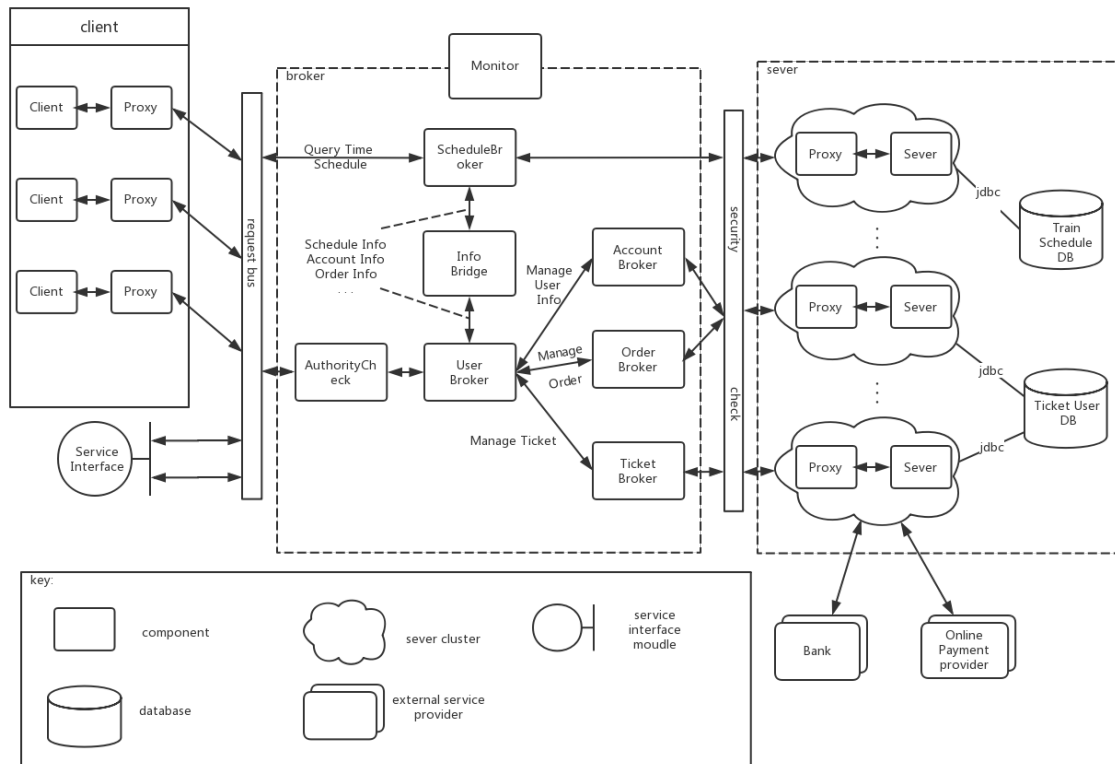 client
Client
Proxy
Client
Proxy
Client
Proxy
Service
Interface
request bus
broker
Monitor
Query Time
Schedule
ScheduleBr
oker
Schedule Info
Account Info
Order Info
...
Info
Bridge
AuthorityCh
eck
User
Broker
Manage
User
Info
Manage
Order
Manage Ticket
Account
Broker
Order
Broker
Ticket
Broker
security
check
sever
Proxy
Sever
jdbc
Train
Schedule
DB
...
Proxy
Sever
jdbc
Ticket User
DB
...
jdbc
Proxy
Sever
Bank
Online
Payment
provider
key:
component
sever cluster
service
interface
moudle
database
external service
provider